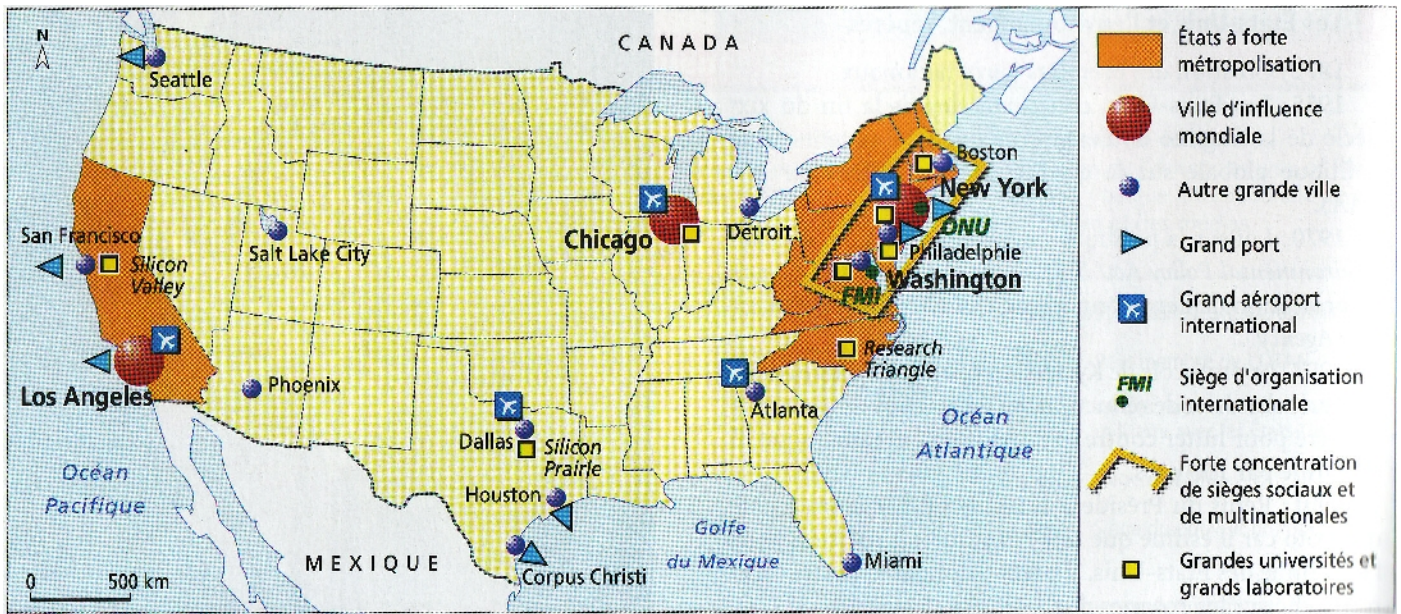 N
CANADA
Seattle
Boston
New York
ONU
Chicago
Détroit
Philadelphie
San Francisco
Silicon
Valley
Salt Lake City
Washington
FMI
Research
Triangle
Los Angeles
Phoenix
Atlanta
Dallas
Silicon
Prairie
Océan
Atlantique
Océan
Pacifique
Houston
Golfe
du Mexique
Miami
MEXIQUE
Corpus Christi
0 500 km
États à forte
métropolisation
Ville d'influence
mondiale
Autre grande ville
Grand port
Grand aéroport
international
FMI
Siège d'organisation
internationale
Forte concentration
de sièges sociaux et
de multinationales
Grandes universités et
grands laboratoires